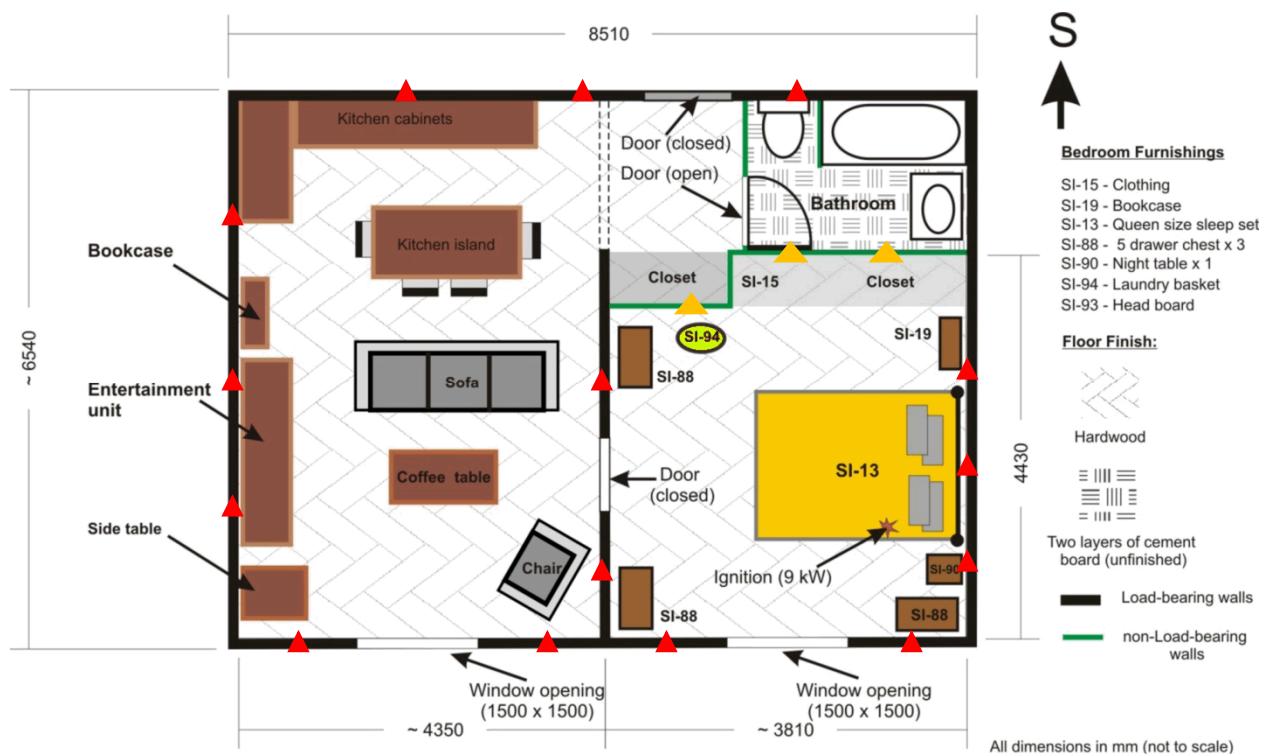 8510
S
Kitchen cabinets
Door (closed)
Door (open)
Bathroom
Bedroom Furnishings
SI-15 - Clothing
SI-19 - Bookcase
SI-13 - Queen size sleep set
SI-88 - 5 drawer chest x 3
SI-90 - Night table x 1
SI-94 - Laundry basket
SI-93 - Head board
Bookcase
Kitchen island
Closet
SI-15
Closet
~ 6540
SI-94
SI-19
Floor Finish:
SI-88
Sofa
Entertainment
unit
Hardwood
Coffee table
Door
(closed)
SI-13
4430
Side table
Two layers of cement
board (unfinished)
Chair
Ignition (9 kW)
SI-90
Load-bearing walls
SI-88
SI-88
non-Load-bearing
walls
Window opening
(1500 x 1500)
Window opening
(1500 x 1500)
~ 4350
~ 3810
All dimensions in mm (not to scale)